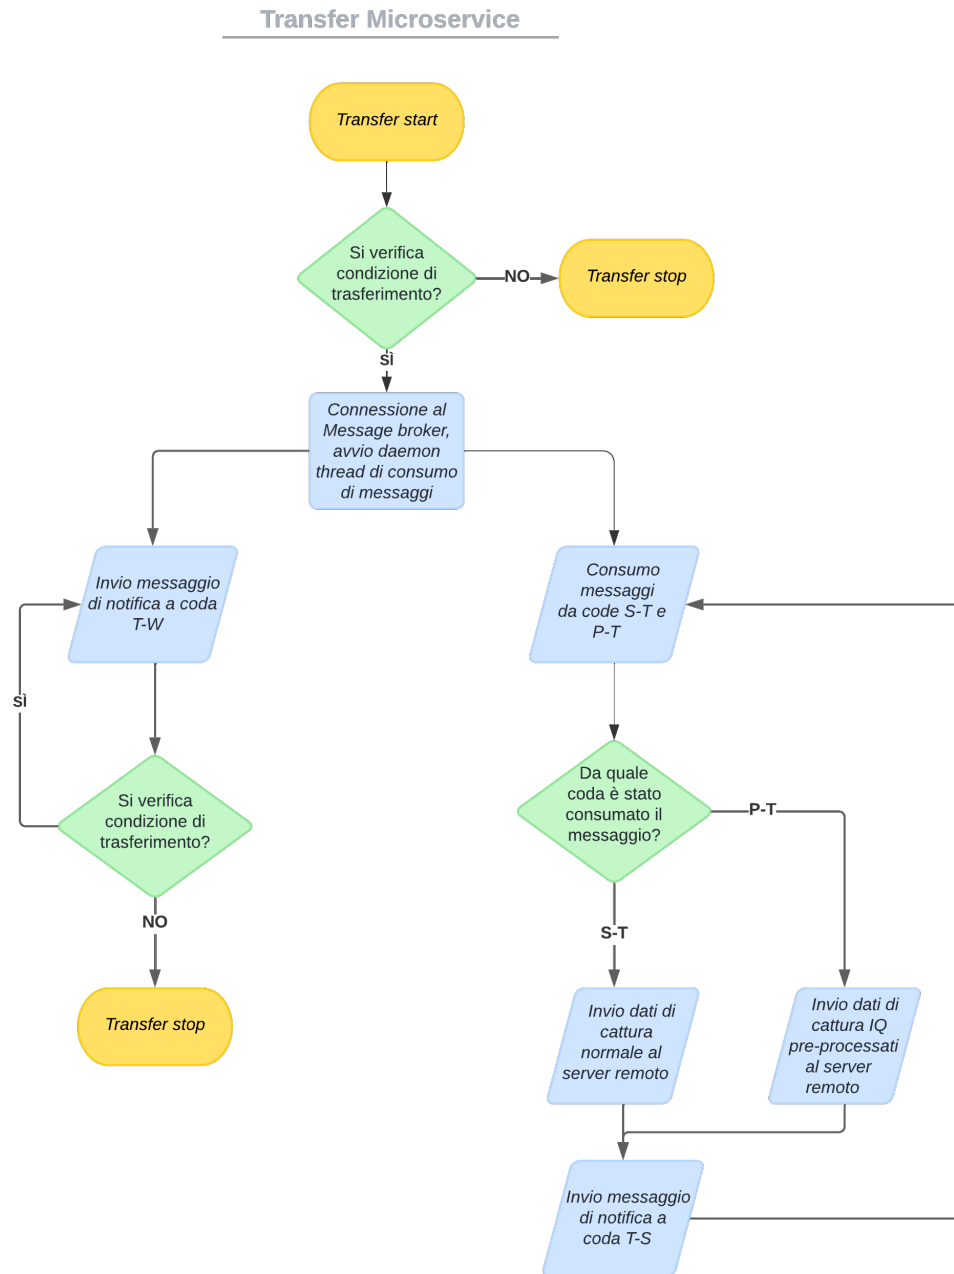 Transfer Microservice
Transfer start
Si verifica
condizione di
trasferimento?
NO
Transfer stop
SÌ
Connessione al
Message broker,
avvio daemon
thread di consumo
di messaggi
Invio messaggio
di notifica a coda
T-W
Consumo
messaggi
da code S-T e
P-T
SÌ
Si verifica
condizione di
trasferimento?
Da quale
coda è stato
consumato il
messaggio?
P-T
NO
S-T
Transfer stop
Invio dati di
cattura
normale al
server remoto
Invio dati di
cattura IQ
pre-processati
al server
remoto
Invio messaggio
di notifica a
coda T-S